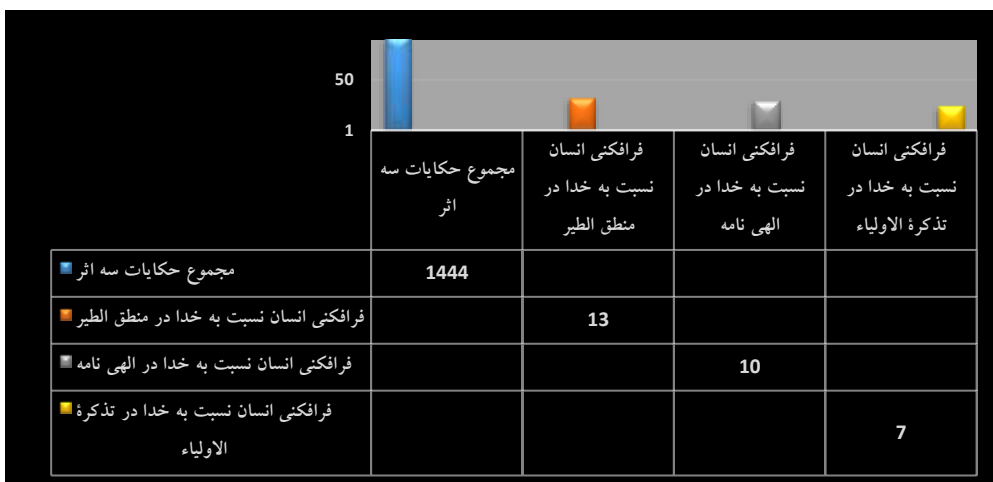 50
1
مجموع حکایات سه
اثر
فرافکنی انسان
نسبت به خدا در
منطق الطیر
فرافکنی انسان
نسبت به خدا در
الهی نامه
فرافکنی انسان
نسبت به خدا در
تذکرۀ الاولیاء
مجموع حکایات سه اثر
1444
فرافکنی انسان نسبت به خدا در منطق الطیر
13
فرافکنی انسان نسبت به خدا در الهی نامه
10
فرافکنی انسان نسبت به خدا در تذکرۀ
الاولیاء
7